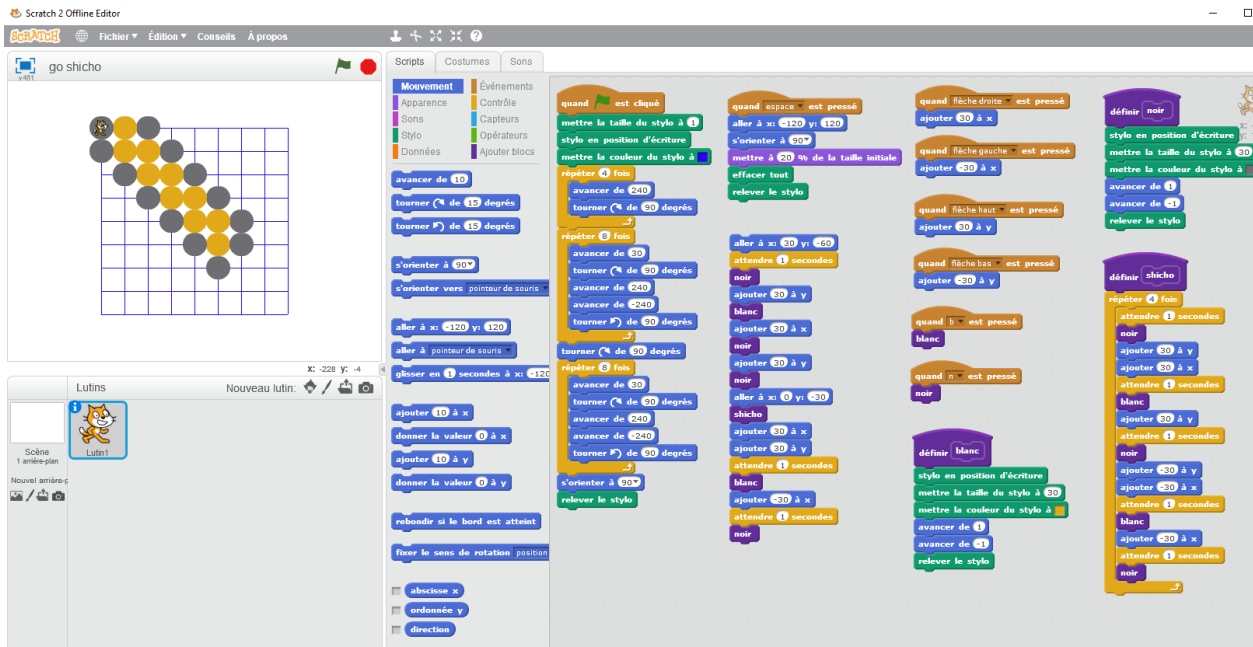 Scratch 2 Offline Editor
SCRATCH Fichier Édition Conseils À propos
go shicho
v461
X: -228 y: -4
Lutins
Nouveau lutin:
Scène
1 arrière-plan
Lutin1
Nouvel arrière-p
Scripts Costumes Sons
Mouvement Événements
Apparence Contrôle
Sons Capteurs
Stylo Opérateurs
Données Ajouter blocs
avancer de 10
tourner de 15 degrés
tourner de 15 degrés
s'orienter à 90
s'orienter vers pointeur de souris
aller à x: -120 y: 120
aller à pointeur de souris
glisser en 1 secondes à x: -120
ajouter 10 à x
donner la valeur 0 à x
ajouter 10 à y
donner la valeur 0 à y
rebondir si le bord est atteint
fixer le sens de rotation position
abscisse x
ordonnée y
direction
quand est cliqué
mettre la taille du stylo à 1
stylo en position d'écriture
mettre la couleur du stylo à
répéter 4 fois
avancer de 240
tourner de 90 degrés
répéter 8 fois
avancer de 30
tourner de 90 degrés
avancer de 240
avancer de -240
tourner de 90 degrés
tourner de 90 degrés
répéter 8 fois
avancer de 30
tourner de 90 degrés
avancer de 240
avancer de -240
tourner de 90 degrés
s'orienter à 90
relever le stylo
quand espace est pressé
aller à x: -120 y: 120
s'orienter à 90
mettre à 20 % de la taille initiale
effacer tout
relever le stylo
aller à x: 30 y: -60
attendre 1 secondes
noir
ajouter 30 à y
blanc
ajouter 30 à x
noir
ajouter 30 à y
noir
aller à x: 0 y: -30
shicho
ajouter 30 à x
ajouter 30 à y
attendre 1 secondes
blanc
ajouter -30 à x
attendre 1 secondes
noir
quand flèche droite est pressé
ajouter 30 à x
quand flèche gauche est pressé
ajouter -30 à x
quand flèche haut est pressé
ajouter 30 à y
quand flèche bas est pressé
ajouter -30 à y
quand b est pressé
blanc
quand n est pressé
noir
définir blanc
stylo en position d'écriture
mettre la taille du stylo à 30
mettre la couleur du stylo à
avancer de 1
avancer de -1
relever le stylo
x:
y:
définir noir
stylo en position d'écriture
mettre la taille du stylo à 30
mettre la couleur du stylo à
avancer de 1
avancer de -1
relever le stylo
définir shicho
répéter 4 fois
attendre 1 secondes
noir
ajouter 30 à y
ajouter 30 à x
attendre 1 secondes
blanc
ajouter 30 à y
attendre 1 secondes
noir
ajouter -30 à y
ajouter -30 à x
attendre 1 secondes
blanc
ajouter -30 à x
attendre 1 secondes
noir